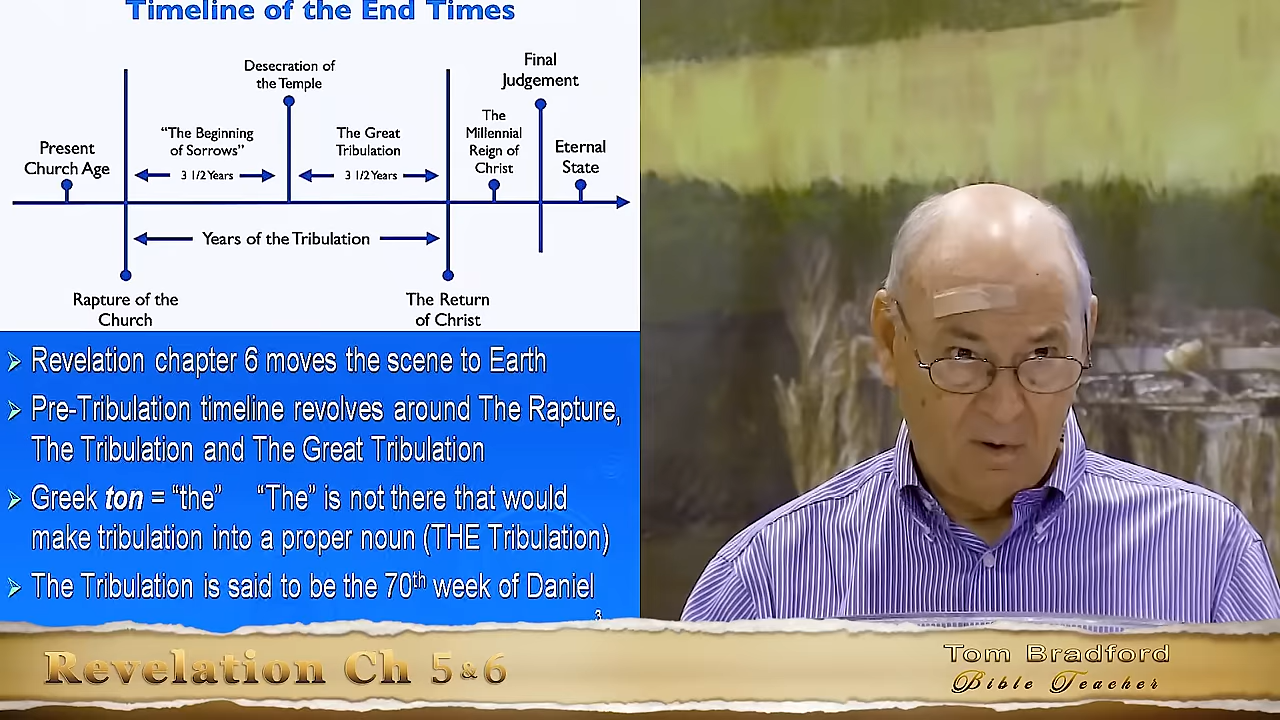 Timeline of the End Times
Desecration of
the Temple
Final
Judgement
The
Millennial
Reign of
Christ
"The Beginning
of Sorrows"
The Great
Tribulation
Present
Church Age
Eternal
State
3 1/2 Years
3 1/2 Years
Years of the Tribulation
Rapture of the
Church
The Return
of Christ
➢ Revelation chapter 6 moves the scene to Earth
➢ Pre-Tribulation timeline revolves around The Rapture,
The Tribulation and The Great Tribulation
➢ Greek ton = “the” “The” is not there that would
make tribulation into a proper noun (THE Tribulation)
➢ The Tribulation is said to be the 70th week of Daniel
3
Revelation Ch 5&6
Tom Bradford
Bible Teacher